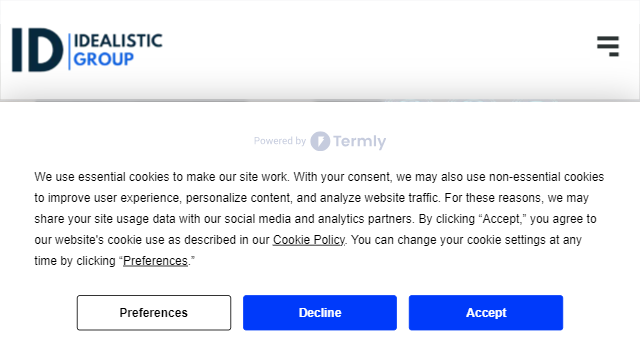 ID IDEALISTIC
GROUP
Powered by Termly
We use essential cookies to make our site work. With your consent, we may also use non-essential cookies
to improve user experience, personalize content, and analyze website traffic. For these reasons, we may
share your site usage data with our social media and analytics partners. By clicking “Accept,” you agree to
our website's cookie use as described in our Cookie Policy. You can change your cookie settings at any
time by clicking “Preferences.”
Preferences
Decline
Accept